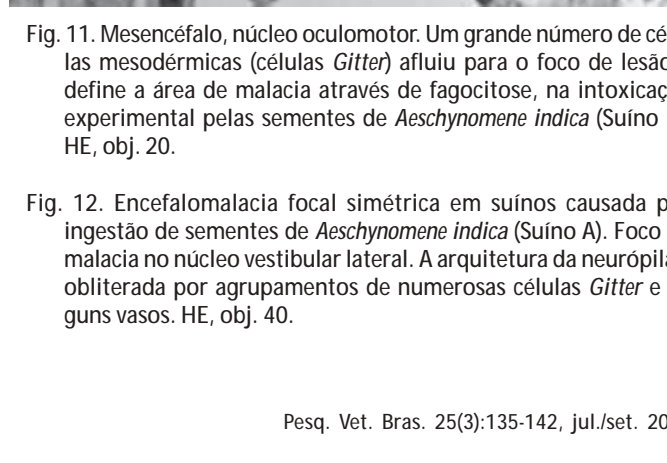 Fig. 11. Mesencéfalo, núcleo oculomotor. Um grande número de cé
las mesodérmicas (células Gitter) afluiu para o foco de lesão
define a área de malacia através de fagocitose, na intoxicaç
experimental pelas sementes de Aeschynomene indica (Suíno
HE, obj. 20.
Fig. 12. Encefalomalacia focal simétrica em suínos causada p
ingestão de sementes de Aeschynomene indica (Suíno A). Foco
malacia no núcleo vestibular lateral. A arquitetura da neurópila
obliterada por agrupamentos de numerosas células Gitter e
guns vasos. HE, obj. 40.
Pesq. Vet. Bras. 25(3):135-142, jul./set. 20